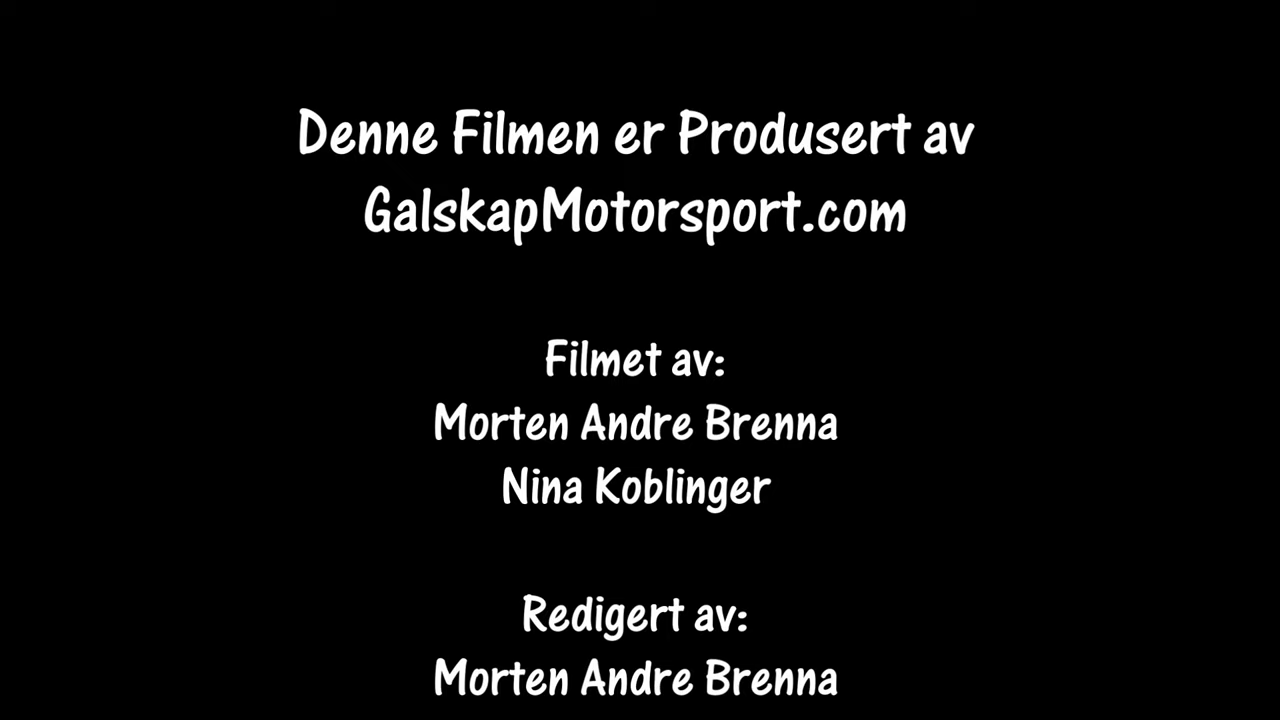 Denne Filmen er Produsert av
GalskapMotorsport.com
Filmet av:
Morten Andre Brenna
Nina Koblinger
Redigert av:
Morten Andre Brenna